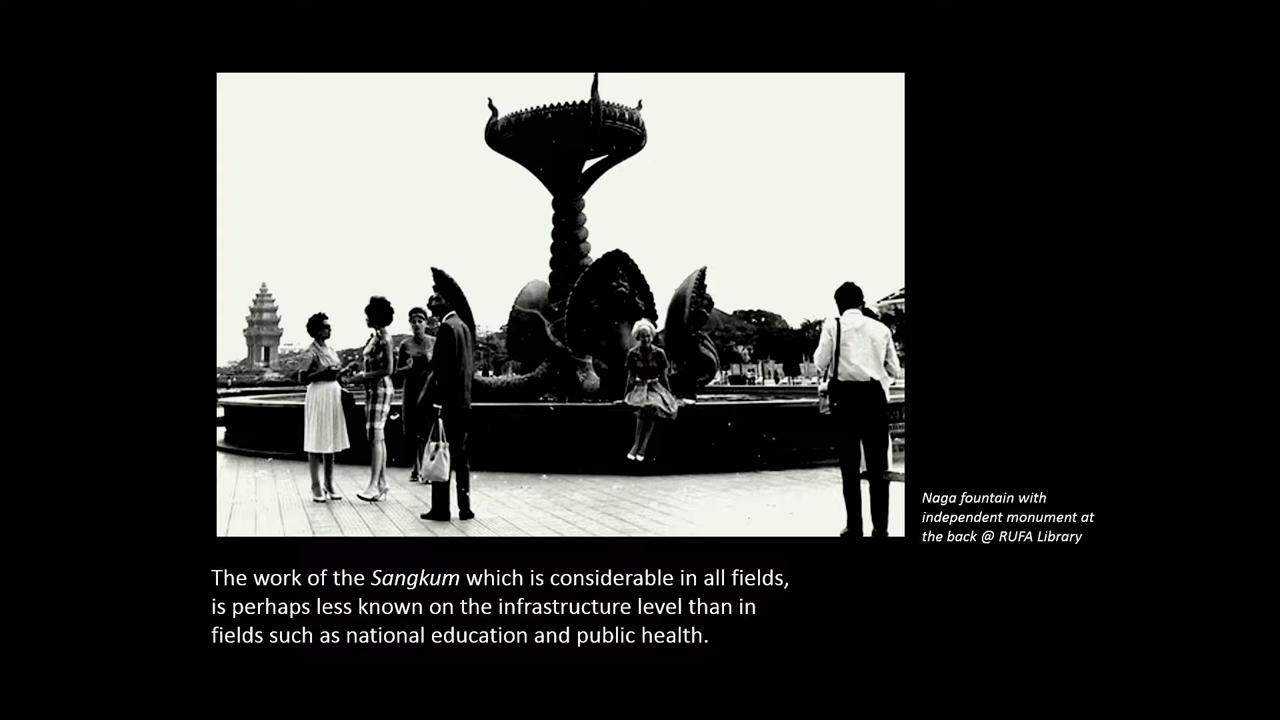 Naga fountain with
independent monument at
the back @ RUFA Library
The work of the Sangkum which is considerable in all fields,
is perhaps less known on the infrastructure level than in
fields such as national education and public health.